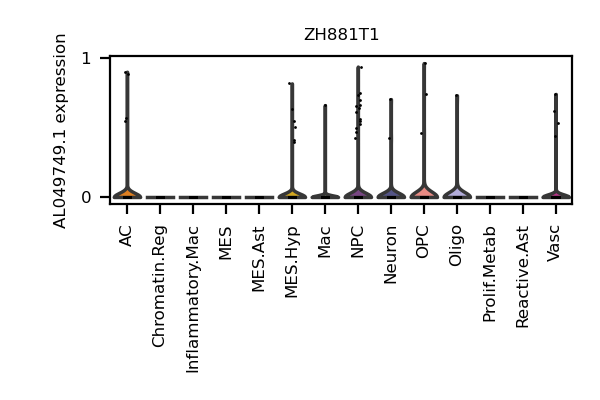 ZH881T1
AL049749.1 expression
1
0
AC
Chromatin.Reg
Inflammatory.Mac
MES
MES.Ast
MES.Hyp
Mac
NPC
Neuron
OPC
Oligo
Prolif.Metab
Reactive.Ast
Vasc